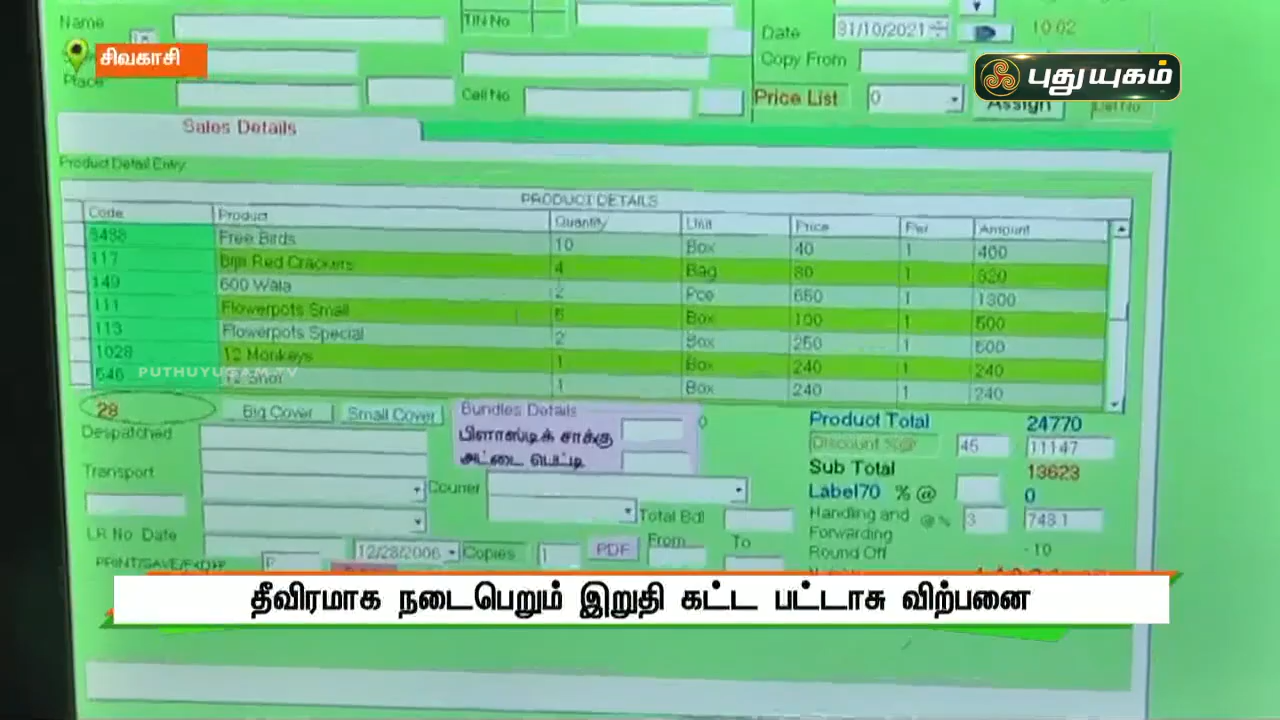 Name
TIN No
Date 31/10/2021 10:02
சிவகாசி
Copy From
புதுயுகம்
Place
Cell No
Price List 0 Assign
Sales Details
Product Detail Entry
PRODUCT DETAILS
Code Product Quantity Unit Price Per Amount
5438 Free Birds 10 Box 40 1 400
117 Bijili Red Crackers 4 Bag 80 1 320
149 600 Wala 2 Pce 650 1 1300
111 Flowerpots Small 5 Box 100 1 500
113 Flowerpots Special 2 Box 250 1 500
1028 12 Monkeys 1 Box 240 1 240
546 12 Shot 1 Box 240 1 240
PUTHUYUGAM TV
28 Big Cover Small Cover Bundles Details 0 Product Total 24770
Despatched பிளாஸ்டிக் சாக்கு Discount %@ 45 11147
அட்டை பெட்டி Sub Total 13623
Transport Courier Label70 % @ 0
Total Bdl Handling and Forwarding @% 3 743.1
LR No. Date From To Round Off -10
12/28/2006 Copies 1 PDF
தீவிரமாக நடைபெறும் இறுதி கட்ட பட்டாசு விற்பனை